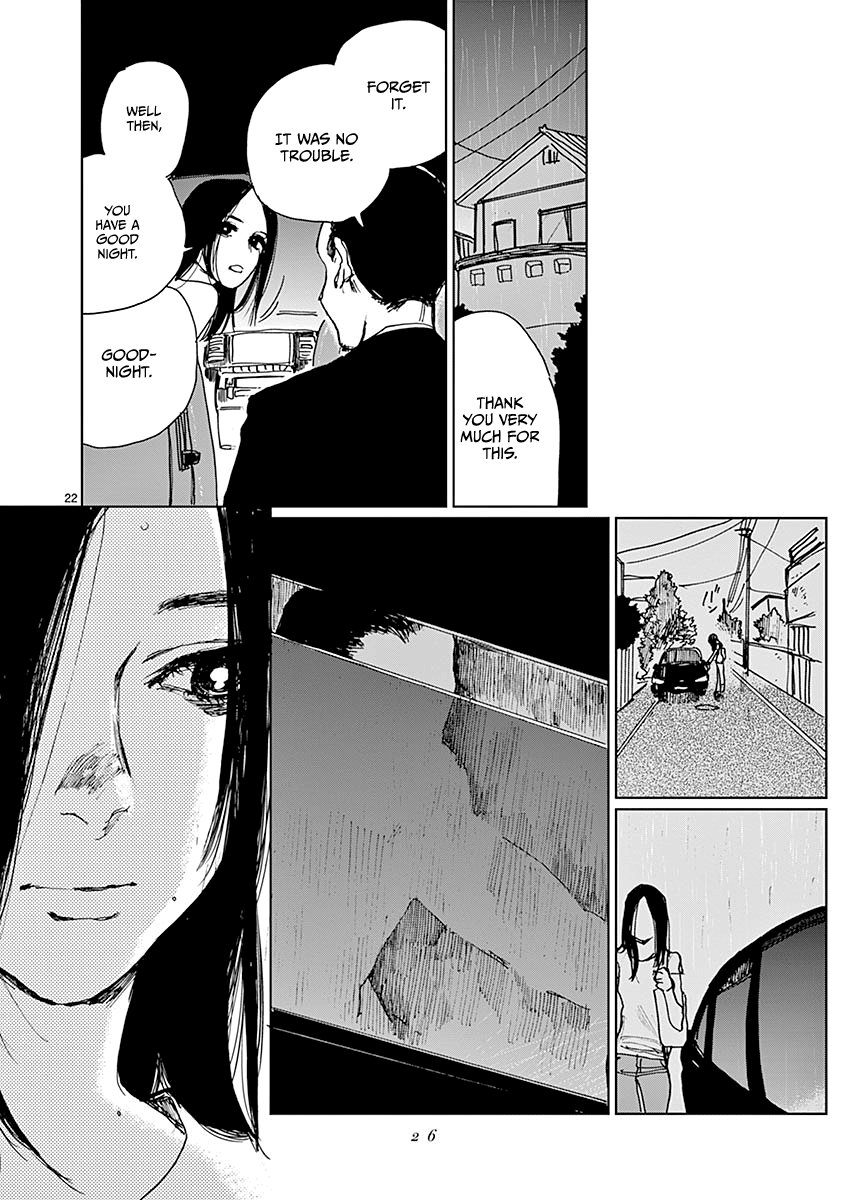 THANK
YOU VERY
MUCH FOR
THIS.
FORGET
IT.
IT WAS NO
TROUBLE.
WELL
THEN,
YOU
HAVE A
GOOD
NIGHT.
GOOD-
NIGHT.
22
26